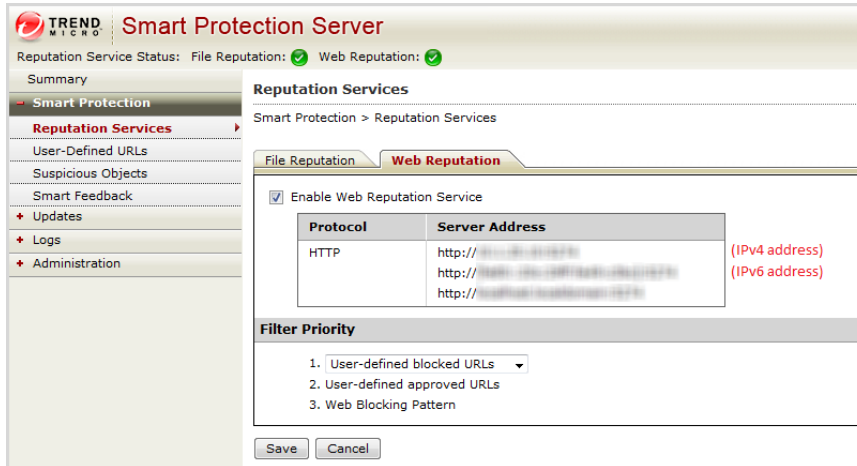 TREND MICRO Smart Protection Server
Reputation Service Status: File Reputation: Web Reputation:
Summary
Smart Protection
Reputation Services
User-Defined URLs
Suspicious Objects
Smart Feedback
Updates
Logs
Administration
Reputation Services
Smart Protection > Reputation Services
File Reputation Web Reputation
Enable Web Reputation Service
Protocol Server Address
HTTP http:// (IPv4 address)
http:// (IPv6 address)
http://
Filter Priority
1. User-defined blocked URLs
2. User-defined approved URLs
3. Web Blocking Pattern
Save Cancel